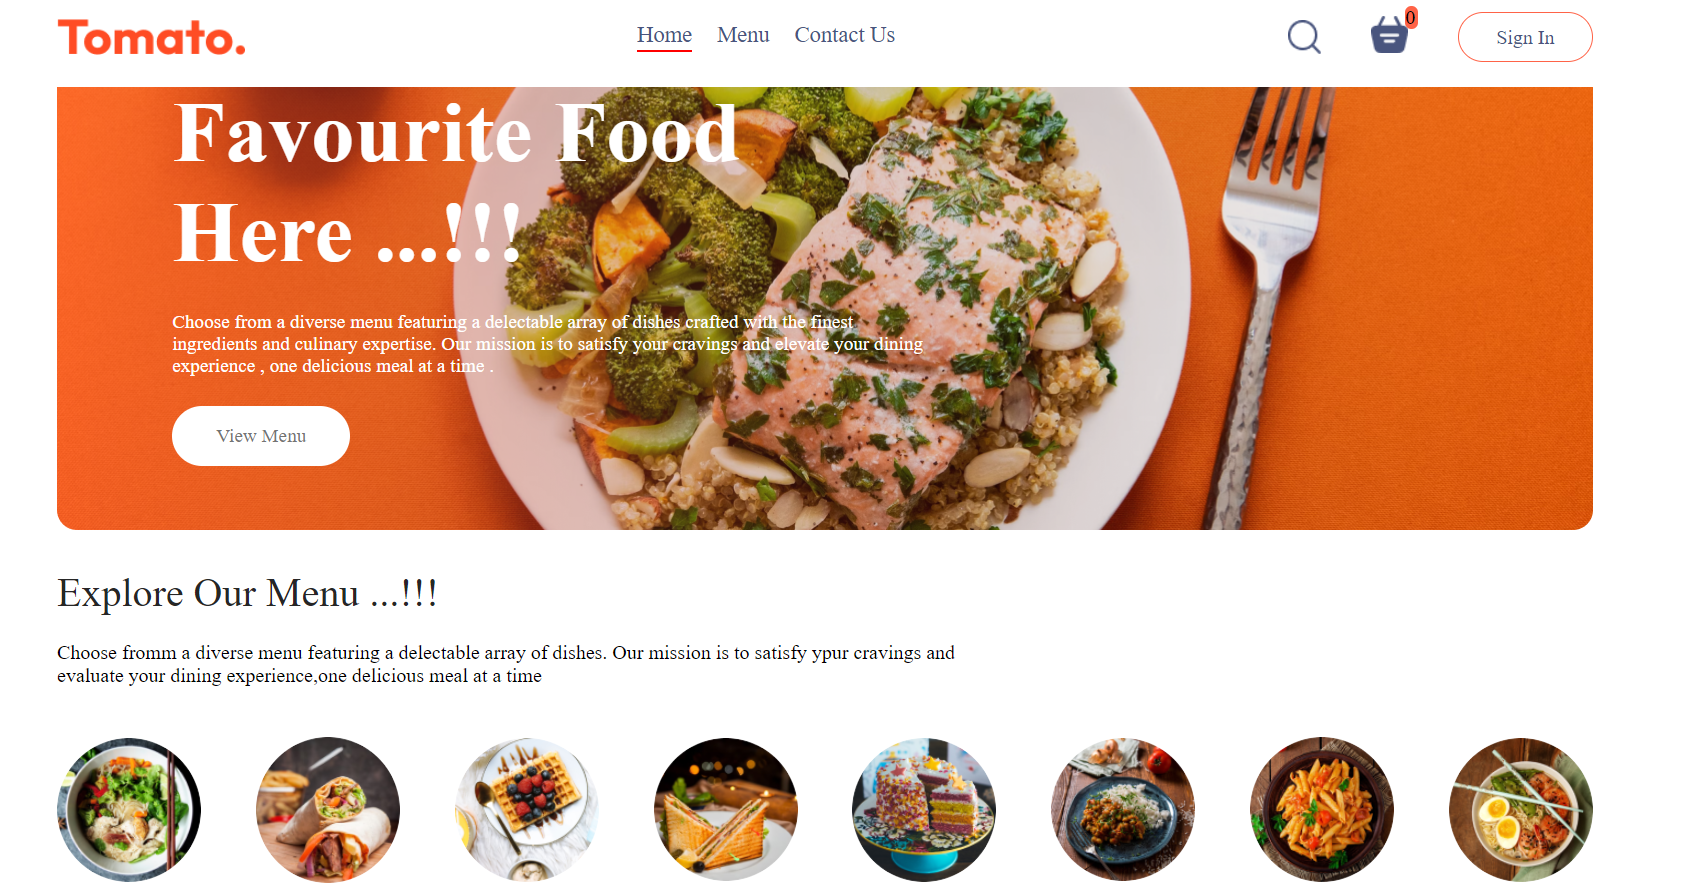 Tomato.
Home Menu Contact Us
0
Sign In
Favourite Food
Here ...!!!
Choose from a diverse menu featuring a delectable array of dishes crafted with the finest
ingredients and culinary expertise. Our mission is to satisfy your cravings and elevate your dining
experience , one delicious meal at a time .
View Menu
Explore Our Menu ...!!!
Choose fromm a diverse menu featuring a delectable array of dishes. Our mission is to satisfy ypur cravings and
evaluate your dining experience,one delicious meal at a time